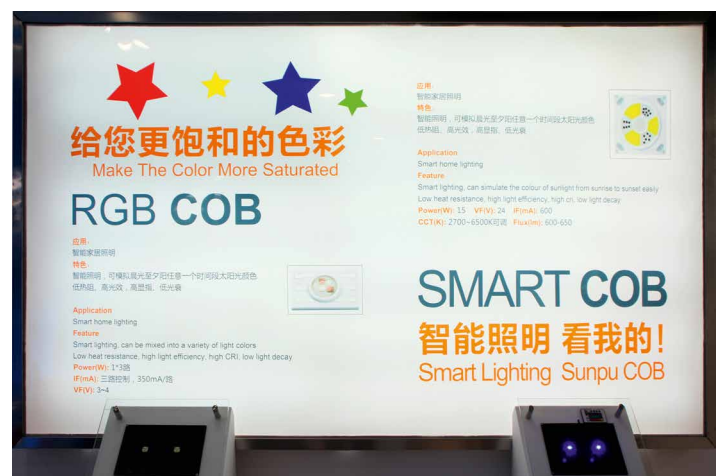 给您更饱和的色彩
Make The Color More Saturated
RGB COB
应用:
智能家居照明
特色:
智能照明，可模拟晨光至夕阳任意一个时间段太阳光颜色
低热阻、高光效，高显指、低光衰
Application
Smart home lighting
Feature
Smart lighting, can be mixed into a variety of light colors
Low heat resistance, high light efficiency, high CRI, low light decay
Power(W): 1*3路
IF(mA): 三路控制，350mA/路
VF(V): 3~4
应用:
智能家居照明
特色:
智能照明，可模拟晨光至夕阳任意一个时间段太阳光颜色
低热阻、高光效，高显指、低光衰
Application
Smart home lighting
Feature
Smart lighting, can simulate the colour of sunlight from sunrise to sunset easily
Low heat resistance, high light efficiency, high cri, low light decay
Power(W): 15 VF(V): 24 IF(mA): 600
CCT(K): 2700~6500K可调 Flux(lm): 600-650
SMART COB
智能照明 看我的!
Smart Lighting Sunpu COB